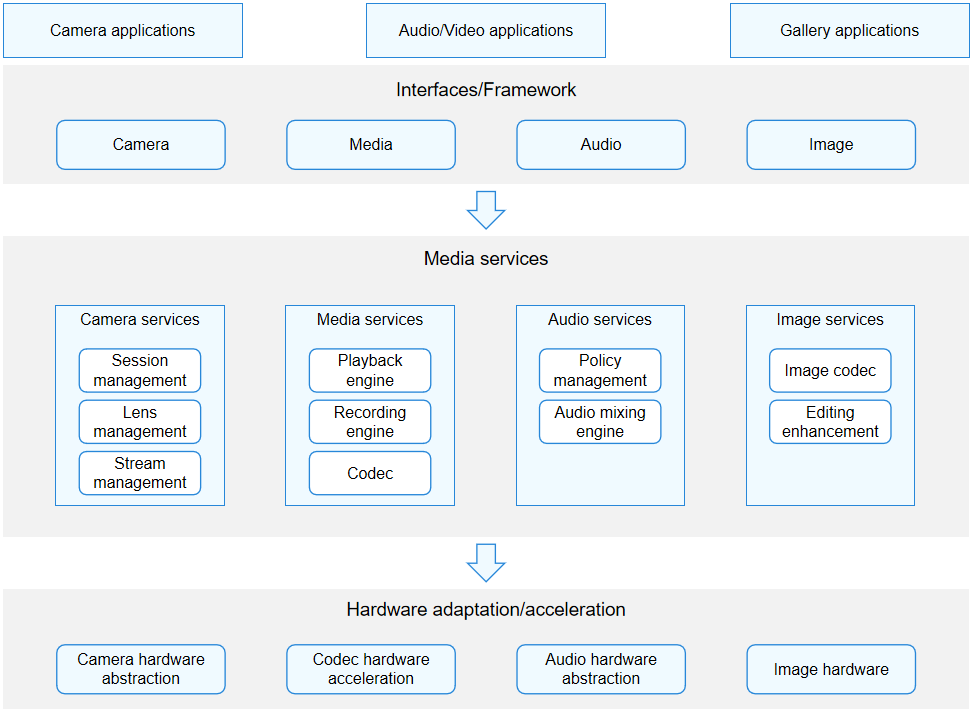 Camera applications
Audio/Video applications
Gallery applications
Interfaces/Framework
Camera
Media
Audio
Image
Media services
Camera services
Session
management
Lens
management
Stream
management
Media services
Playback
engine
Recording
engine
Codec
Audio services
Policy
management
Audio mixing
engine
Image services
Image codec
Editing
enhancement
Hardware adaptation/acceleration
Camera hardware
abstraction
Codec hardware
acceleration
Audio hardware
abstraction
Image hardware